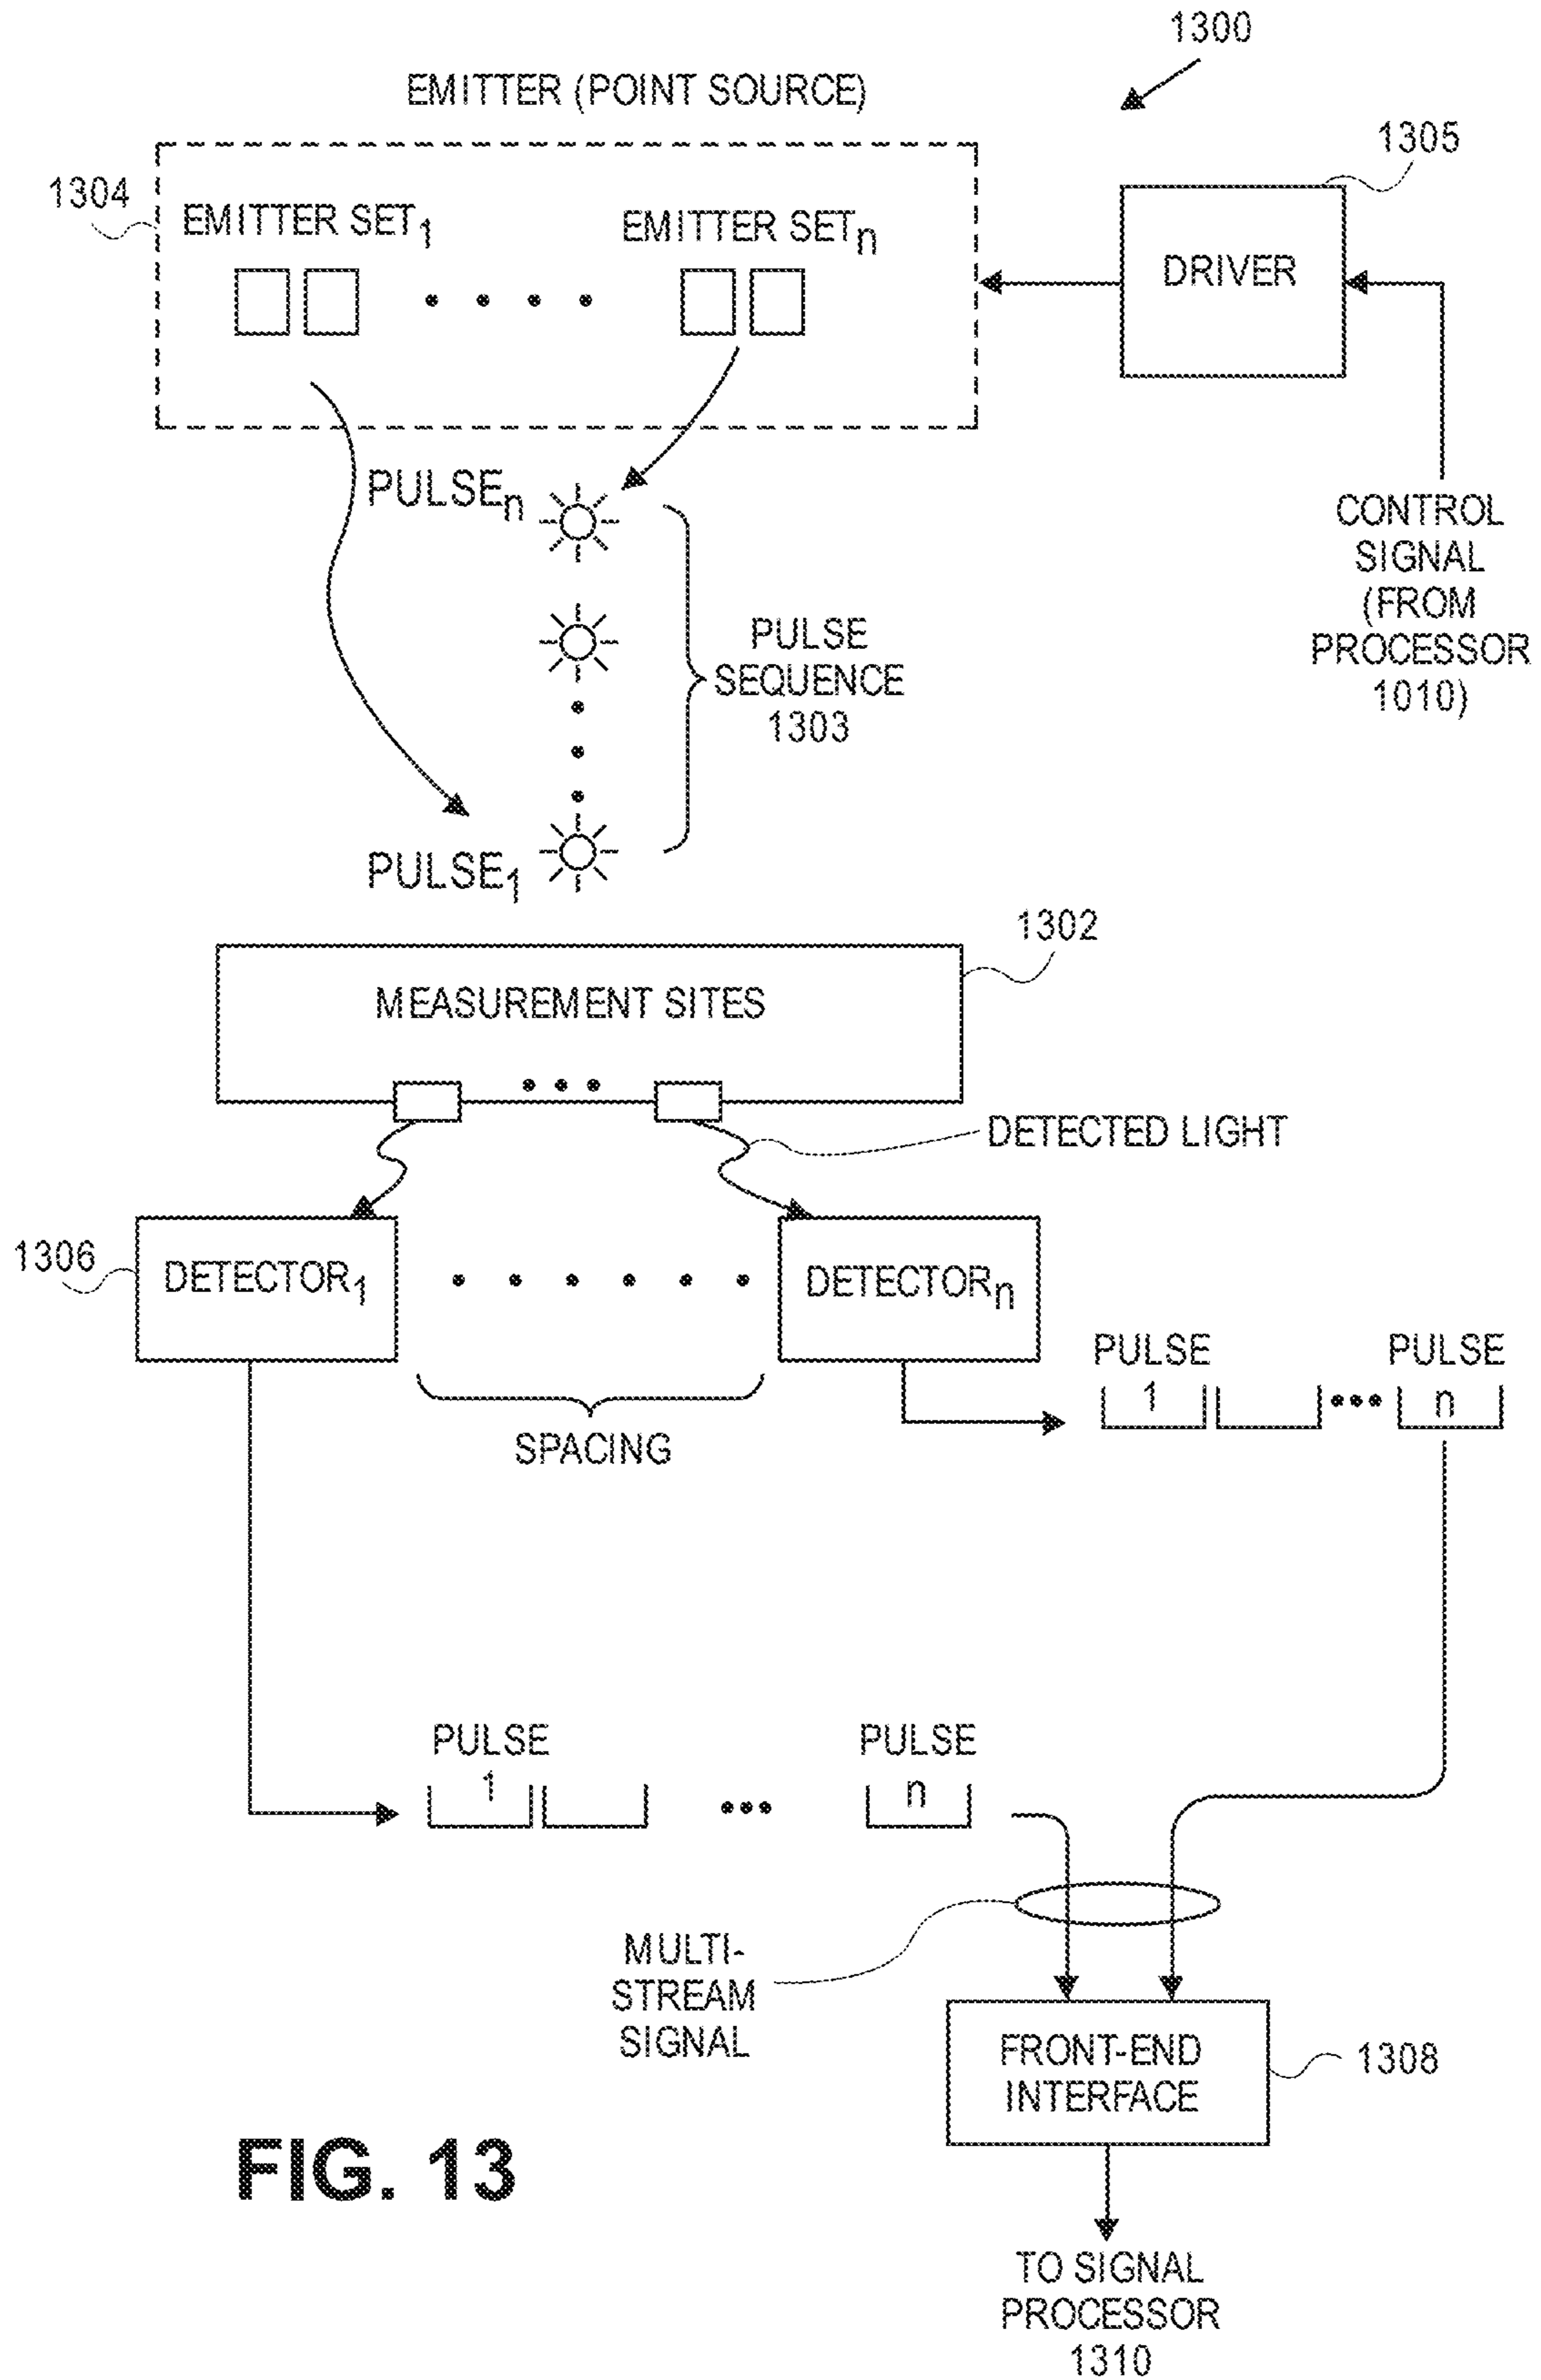 1300
EMITTER (POINT SOURCE)
1305
1304
EMITTER SET1
EMITTER SETn
DRIVER
PULSEn
CONTROL
SIGNAL
(FROM
PROCESSOR
1010)
PULSE
SEQUENCE
1303
PULSE1
1302
MEASUREMENT SITES
DETECTED LIGHT
1306
DETECTOR1
DETECTORn
PULSE
1
PULSE
n
SPACING
PULSE
1
PULSE
n
MULTI-
STREAM
SIGNAL
FRONT-END
INTERFACE
1308
FIG. 13
TO SIGNAL
PROCESSOR
1310